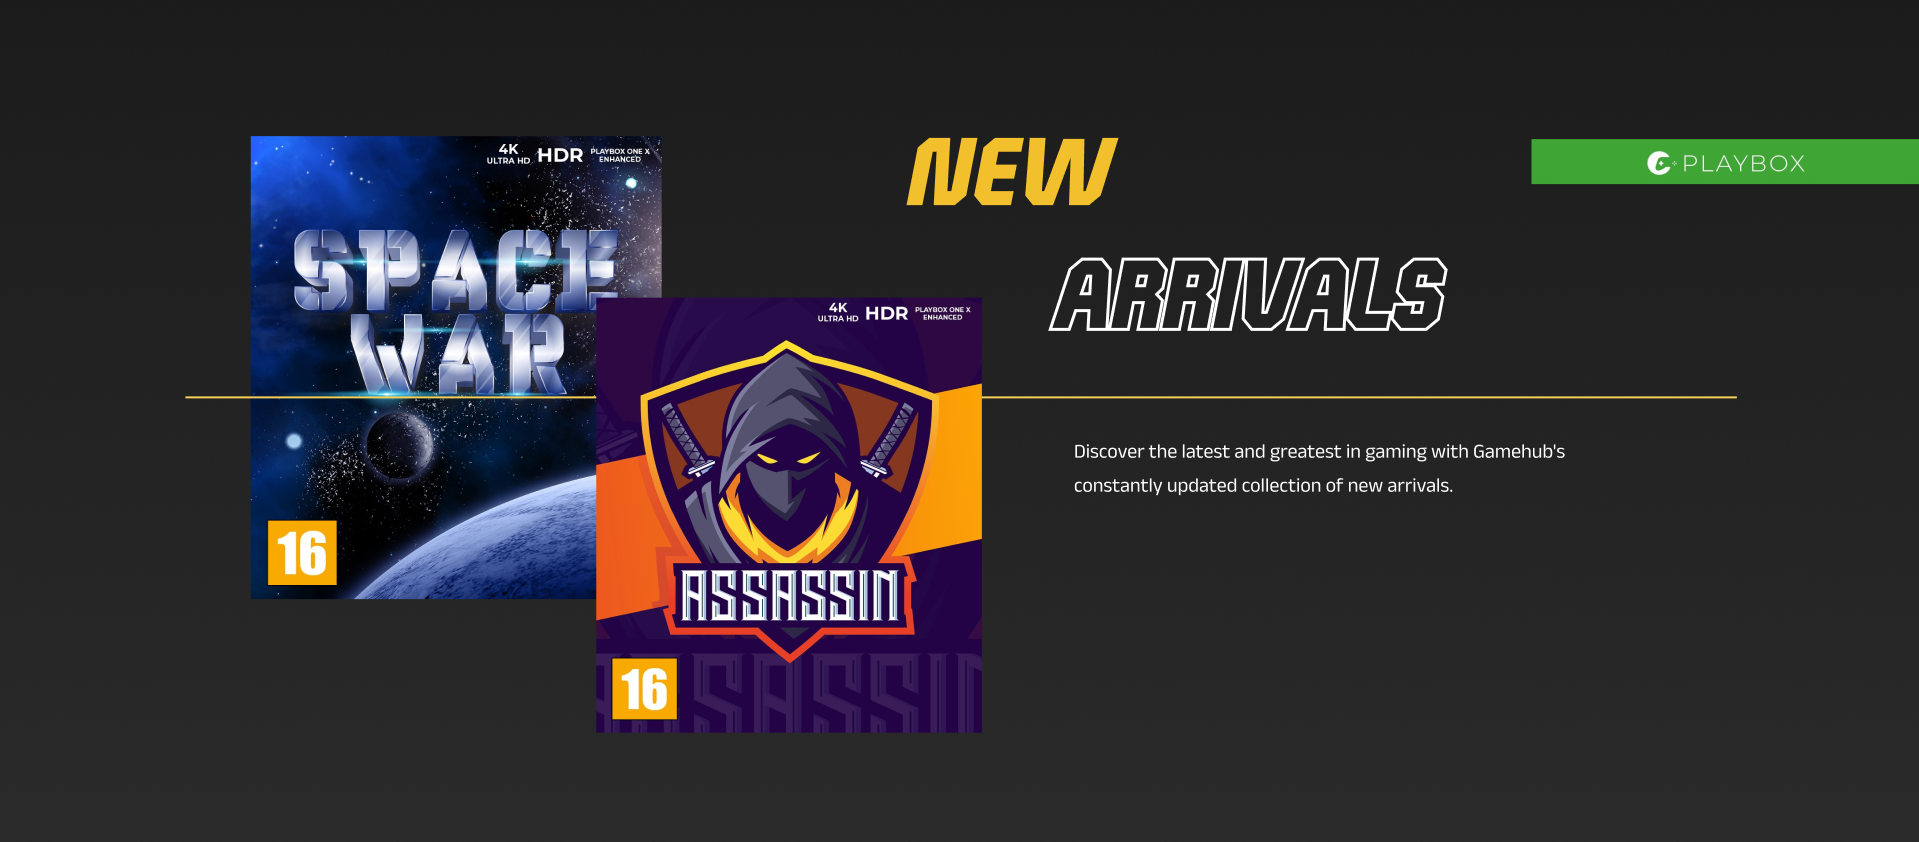 4K
ULTRA HD
HDR
PLAYBOX ONE X
ENHANCED
SPACE
WAR
16
4K
ULTRA HD
HDR
PLAYBOX ONE X
ENHANCED
ASSASSIN
ASSASSIN
16
NEW
ARRIVALS
PLAYBOX
Discover the latest and greatest in gaming with Gamehub's
constantly updated collection of new arrivals.